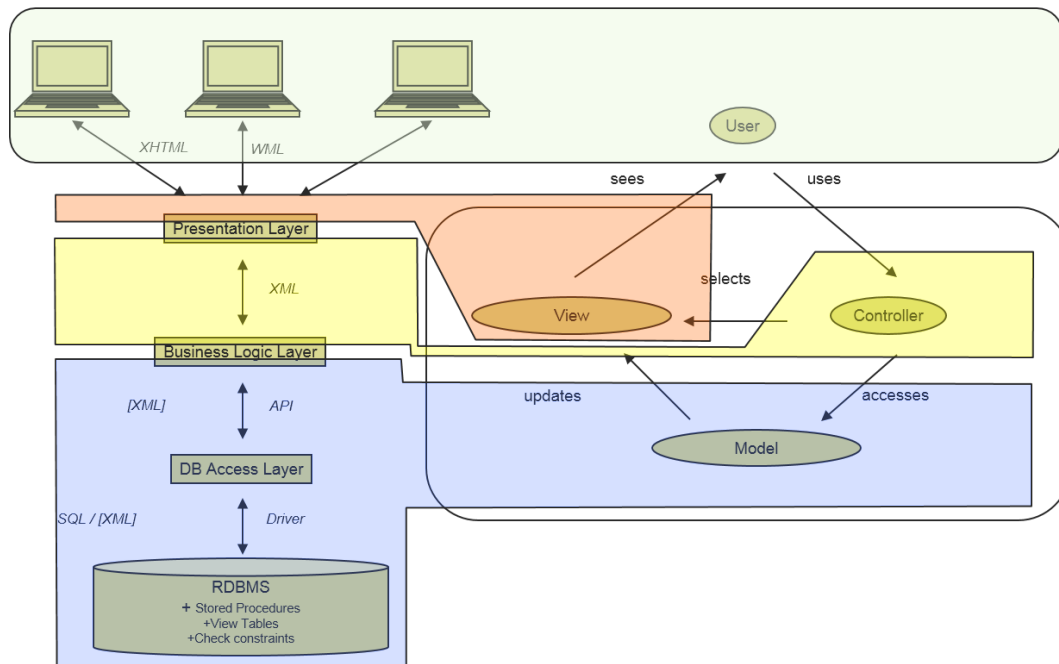 XHTML
WML
User
sees
uses
Presentation Layer
XML
selects
View
Controller
Business Logic Layer
[XML]
API
updates
accesses
Model
DB Access Layer
SQL / [XML]
Driver
RDBMS
+ Stored Procedures
+View Tables
+Check constraints